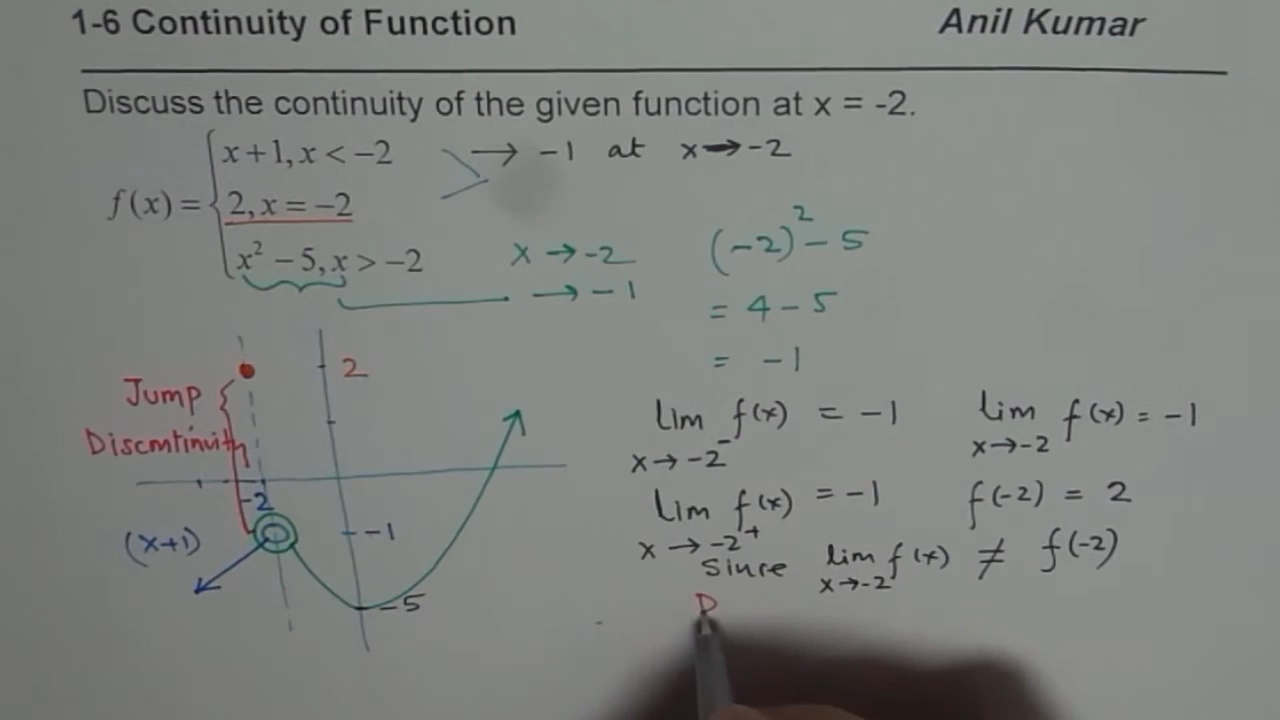 1-6 Continuity of Function
Anil Kumar
Discuss the continuity of the given function at x = -2.
f(x) = { x+1, x < -2
2, x = -2
x² - 5, x > -2
→ -1 at x → -2
x → -2
→ -1
(-2)² - 5
= 4 - 5
= -1
2
Jump
Discmtinuity
-2
(x+1)
-1
-5
lim f(x) = -1
x → -2⁻
lim f(x) = -1
x → -2⁺
lim f(x) = -1
x → -2
f(-2) = 2
Since lim f(x) ≠ f(-2)
x → -2
D